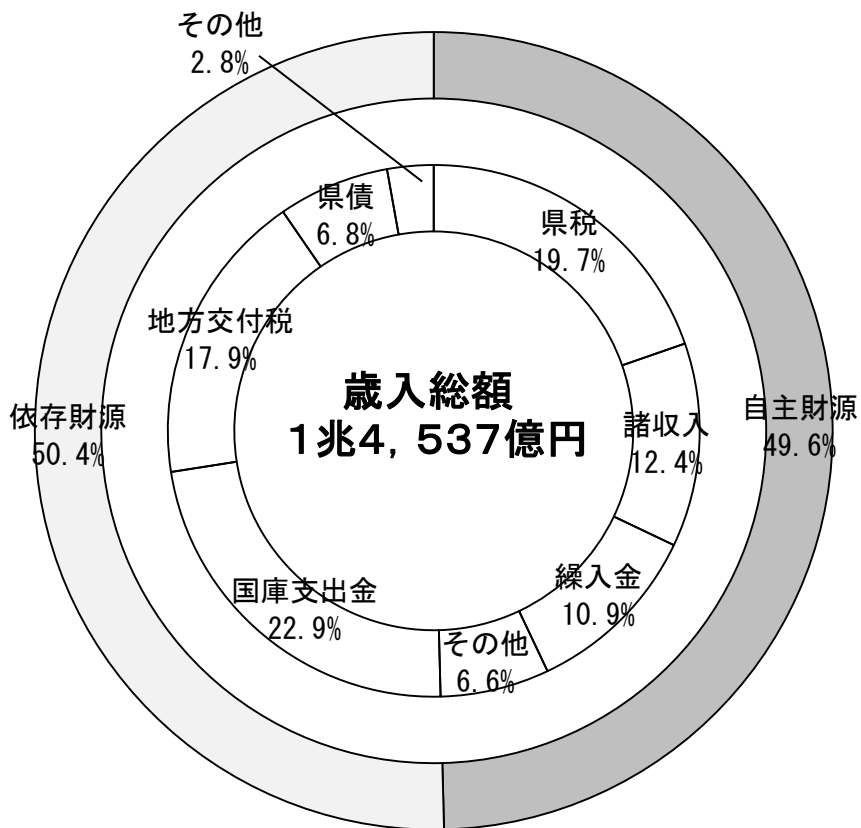 その他
2.8%
県債
6.8%
県税
19.7%
地方交付税
17.9%
歳入総額
1兆4,537億円
依存財源
50.4%
諸収入
12.4%
自主財源
49.6%
国庫支出金
22.9%
繰入金
10.9%
その他
6.6%